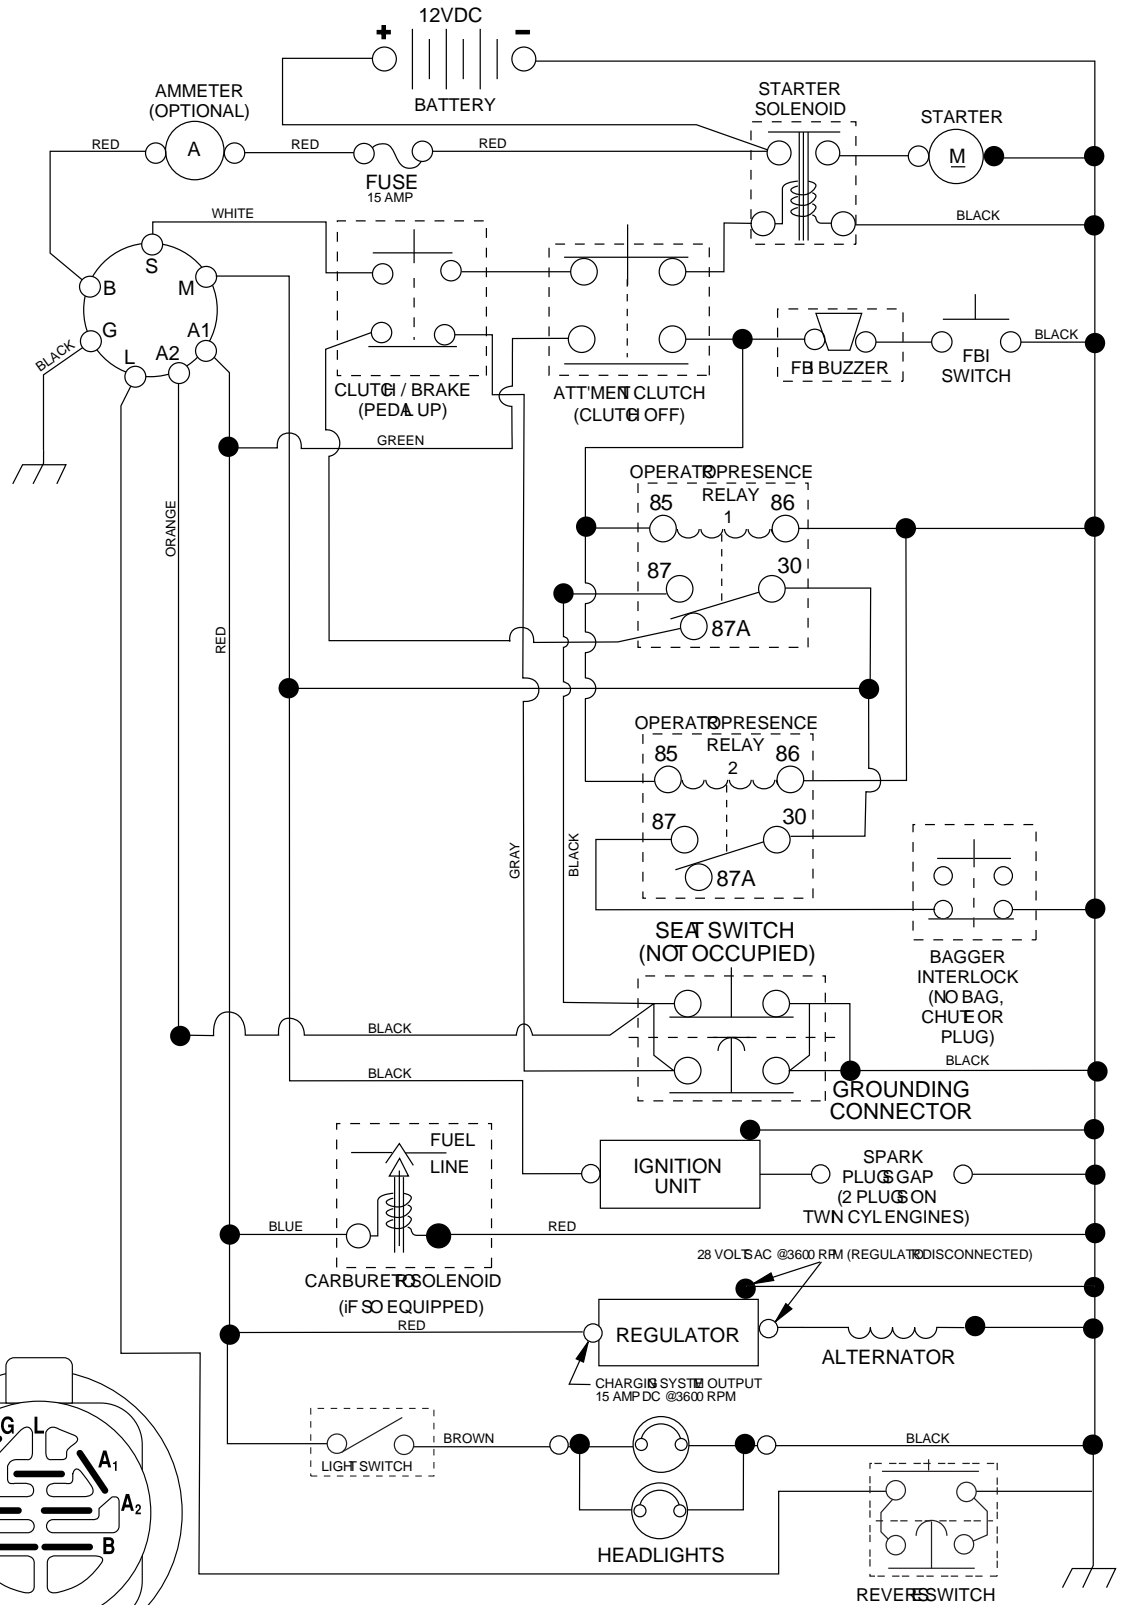 12VDC
+
-
BATTERY
AMMETER
(OPTIONAL)
A
RED
RED
RED
FUSE
15 AMP
STARTER
SOLENOID
STARTER
M
BLACK
WHITE
S
B
M
G
A1
L
A2
BLACK
CLUTCH / BRAKE
(PEDAL UP)
ATT'MENT CLUTCH
(CLUTCH OFF)
FBI BUZZER
FBI
SWITCH
BLACK
GREEN
OPERATOR PRESENCE
RELAY
1
85
86
87
30
87A
ORANGE
RED
OPERATOR PRESENCE
RELAY
2
85
86
87
30
87A
GRAY
BLACK
SEAT SWITCH
(NOT OCCUPIED)
BAGGER
INTERLOCK
(NO BAG,
CHUTE OR
PLUG)
BLACK
BLACK
BLACK
GROUNDING
CONNECTOR
FUEL
LINE
IGNITION
UNIT
SPARK
PLUGS GAP
(2 PLUGS ON
TWIN CYL ENGINES)
BLUE
RED
CARBURETOR SOLENOID
(iF SO EQUIPPED)
28 VOLTS AC @3600 RPM (REGULATOR DISCONNECTED)
RED
REGULATOR
ALTERNATOR
CHARGING SYSTEM OUTPUT
15 AMP DC @3600 RPM
G
L
A1
A2
B
LIGHT SWITCH
BROWN
BLACK
HEADLIGHTS
REVERSE SWITCH